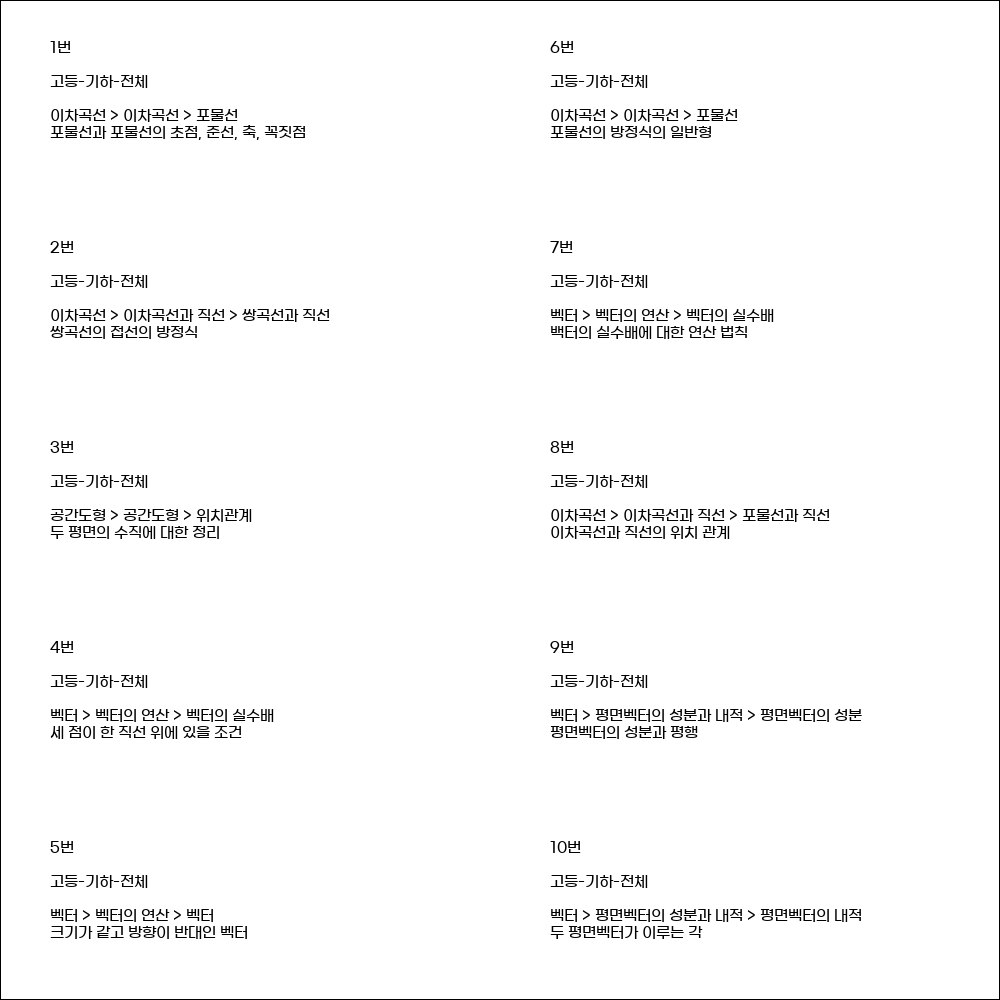 1번
고등-기하-전체
이차곡선 > 이차곡선 > 포물선
포물선과 포물선의 초점, 준선, 축, 꼭짓점
2번
고등-기하-전체
이차곡선 > 이차곡선과 직선 > 쌍곡선과 직선
쌍곡선의 접선의 방정식
3번
고등-기하-전체
공간도형 > 공간도형 > 위치관계
두 평면의 수직에 대한 정리
4번
고등-기하-전체
벡터 > 벡터의 연산 > 벡터의 실수배
세 점이 한 직선 위에 있을 조건
5번
고등-기하-전체
벡터 > 벡터의 연산 > 벡터
크기가 같고 방향이 반대인 벡터
6번
고등-기하-전체
이차곡선 > 이차곡선 > 포물선
포물선의 방정식의 일반형
7번
고등-기하-전체
벡터 > 벡터의 연산 > 벡터의 실수배
백터의 실수배에 대한 연산 법칙
8번
고등-기하-전체
이차곡선 > 이차곡선과 직선 > 포물선과 직선
이차곡선과 직선의 위치 관계
9번
고등-기하-전체
벡터 > 평면벡터의 성분과 내적 > 평면벡터의 성분
평면벡터의 성분과 평행
10번
고등-기하-전체
벡터 > 평면벡터의 성분과 내적 > 평면벡터의 내적
두 평면벡터가 이루는 각